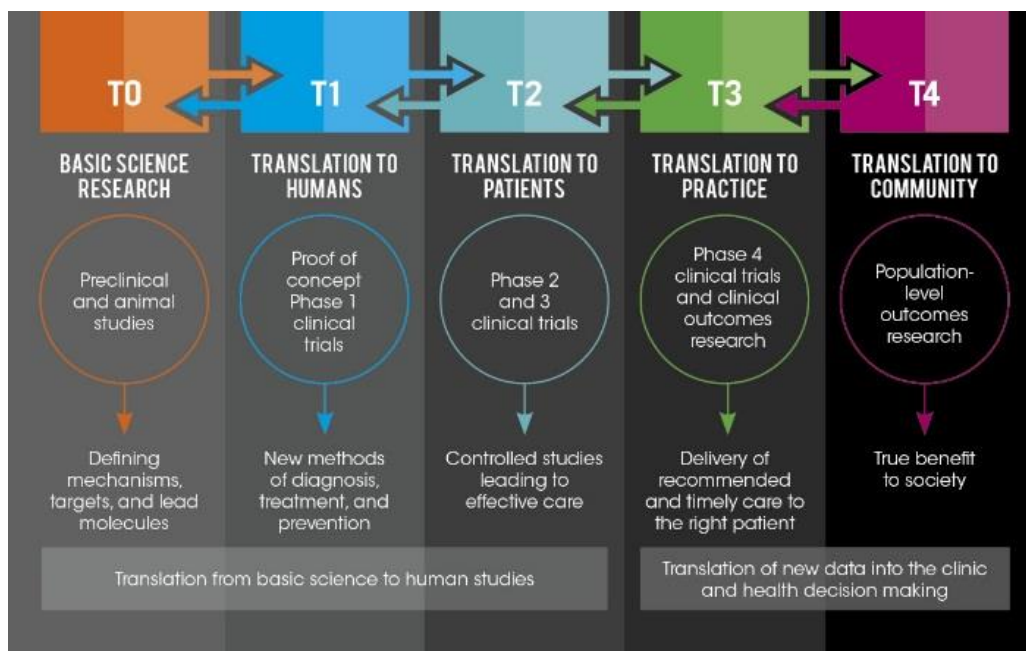 T0
T1
T2
T3
T4
BASIC SCIENCE
RESEARCH
TRANSLATION TO
HUMANS
TRANSLATION TO
PATIENTS
TRANSLATION TO
PRACTICE
TRANSLATION TO
COMMUNITY
Preclinical
and animal
studies
Proof of
concept
Phase 1
clinical
trials
Phase 2
and 3
clinical trials
Phase 4
clinical trials
and clinical
outcomes
research
Population-
level
outcomes
research
Defining
mechanisms,
targets, and lead
molecules
New methods
of diagnosis,
treatment, and
prevention
Controlled studies
leading to
effective care
Delivery of
recommended
and timely care to
the right patient
True benefit
to society
Translation from basic science to human studies
Translation of new data into the clinic
and health decision making